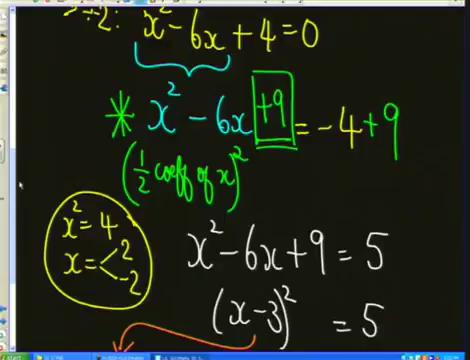 x² - 6x + 4 = 0
* x² - 6x +9 = -4 + 9
(½ coeff of x)²
x² = 4
x = < 2
-2
x² - 6x + 9 = 5
(x - 3)² = 5